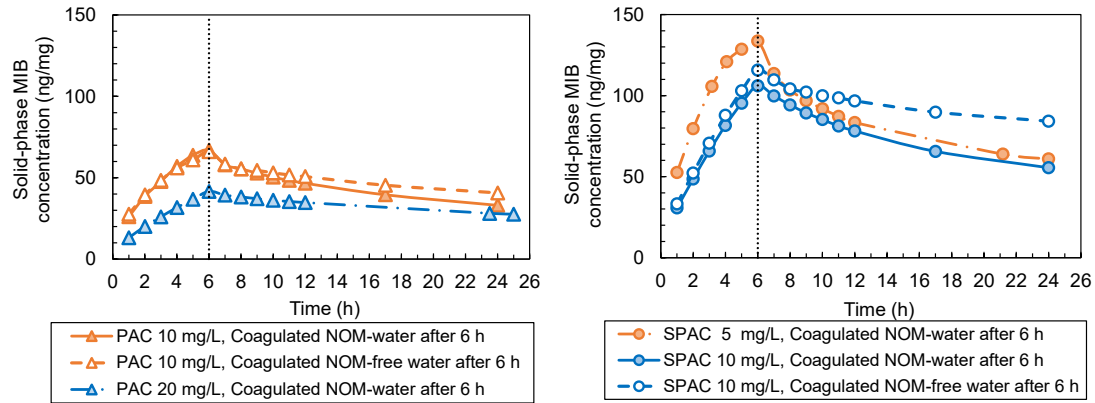 Solid-phase MIB
concentration (ng/mg)
150
100
50
0
0 2 4 6 8 10 12 14 16 18 20 22 24 26
Time (h)
PAC 10 mg/L, Coagulated NOM-water after 6 h
PAC 10 mg/L, Coagulated NOM-free water after 6 h
PAC 20 mg/L, Coagulated NOM-water after 6 h
Solid-phase MIB
concentration (ng/mg)
150
100
50
0
0 2 4 6 8 10 12 14 16 18 20 22 24 26
Time (h)
SPAC 5 mg/L, Coagulated NOM-water after 6 h
SPAC 10 mg/L, Coagulated NOM-water after 6 h
SPAC 10 mg/L, Coagulated NOM-free water after 6 h